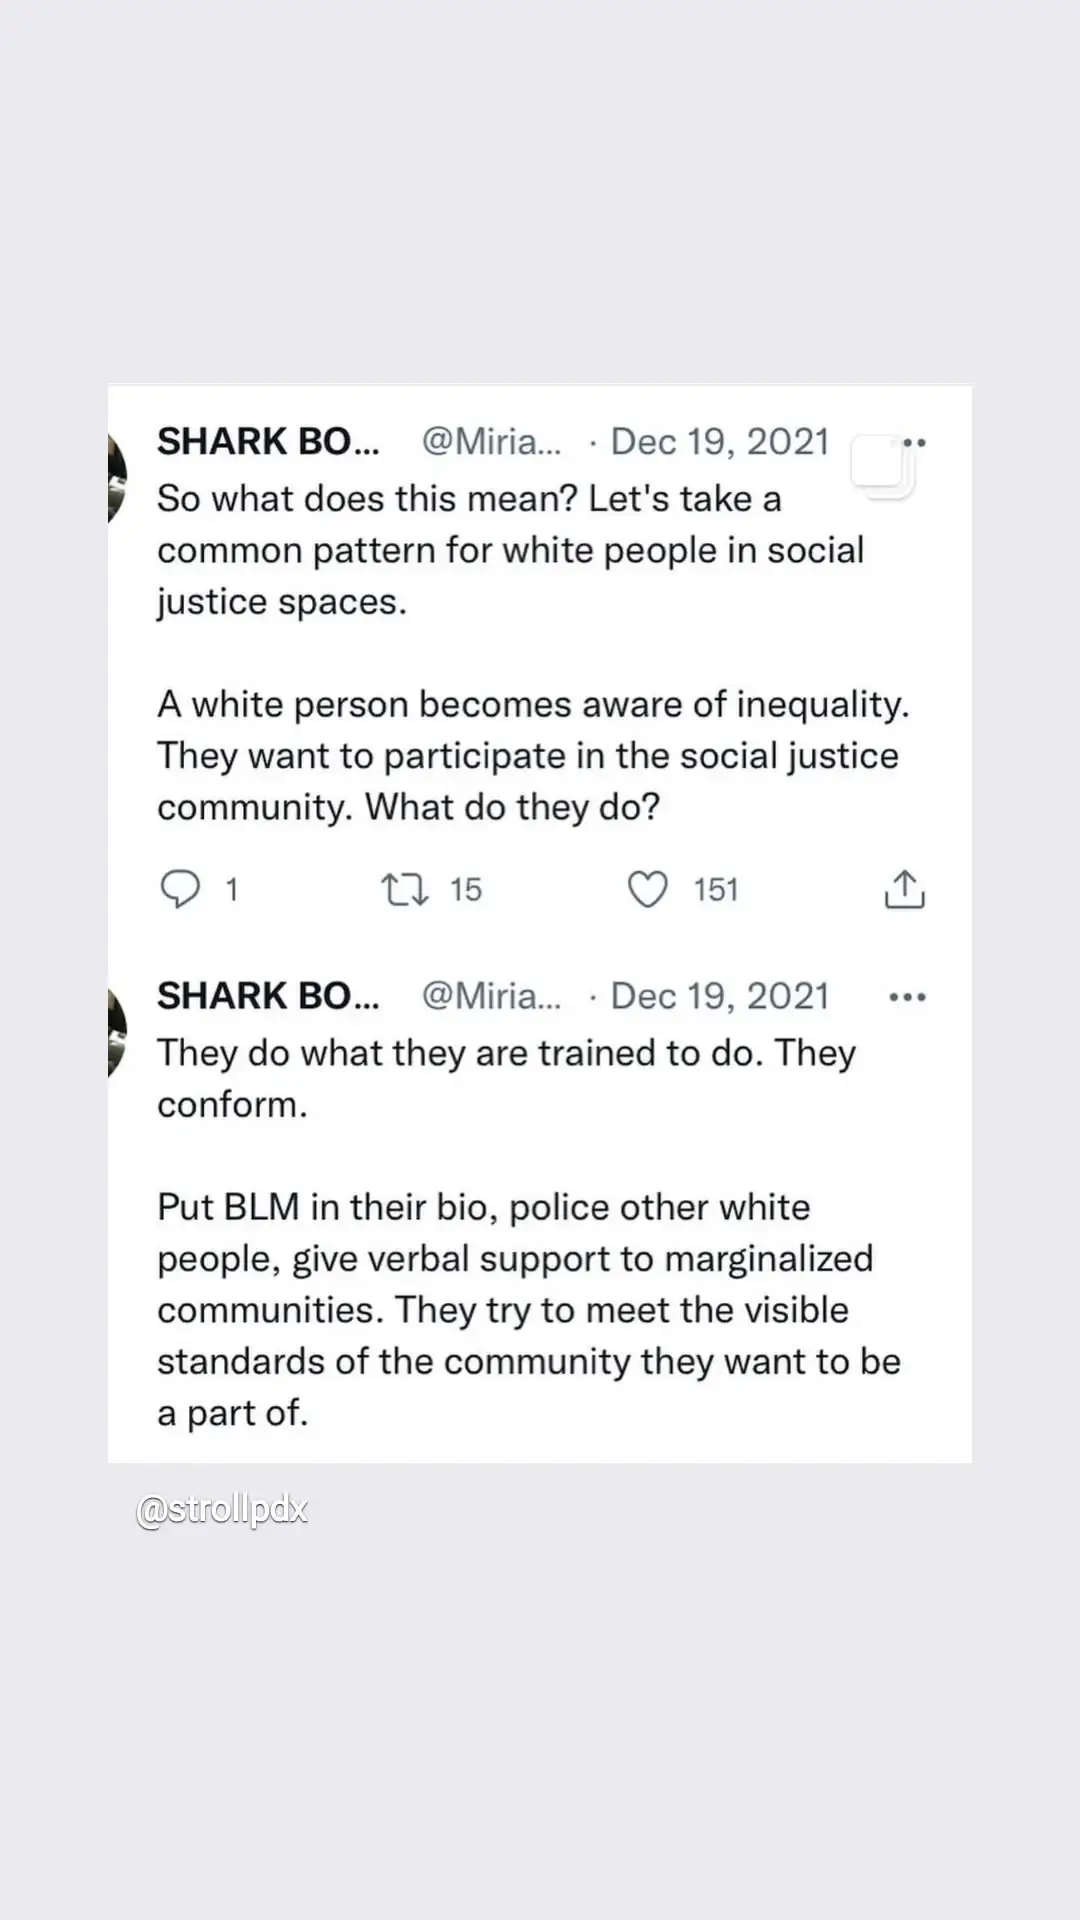 SHARK BO... @Miria... · Dec 19, 2021
So what does this mean? Let's take a
common pattern for white people in social
justice spaces.
A white person becomes aware of inequality.
They want to participate in the social justice
community. What do they do?
1 15 151
SHARK BO... @Miria... · Dec 19, 2021
They do what they are trained to do. They
conform.
Put BLM in their bio, police other white
people, give verbal support to marginalized
communities. They try to meet the visible
standards of the community they want to be
a part of.
@strollpdx